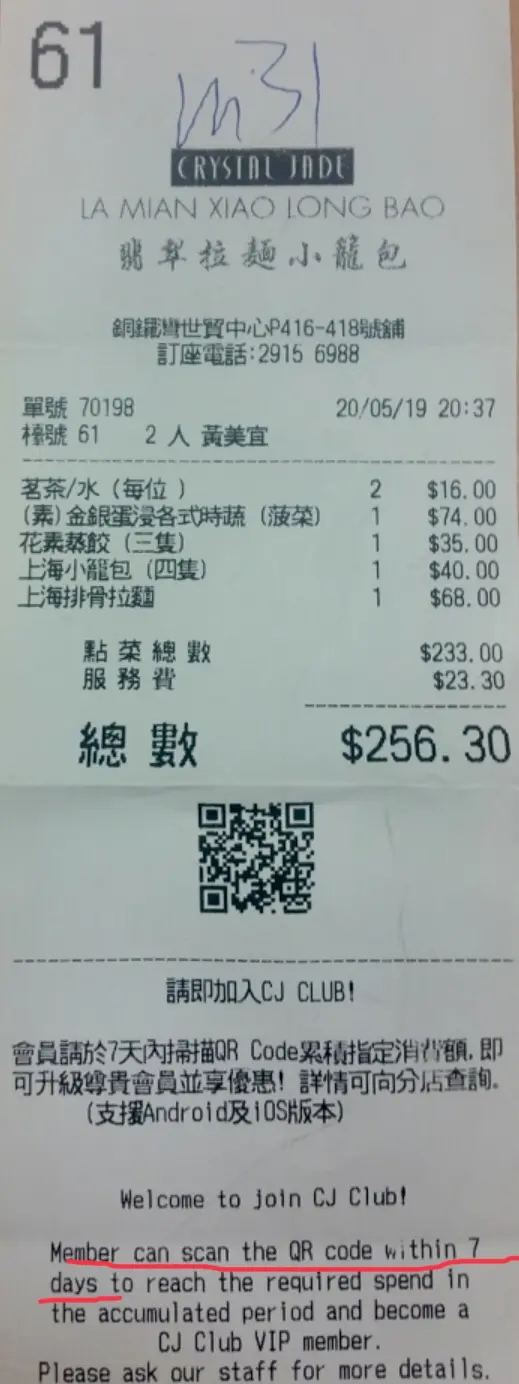 61
m 31
CRYSTAL JADE
LA MIAN XIAO LONG BAO
翡翠拉麵小籠包
銅鑼灣世貿中心P416-418號舖
訂座電話:2915 6988
單號 70198 20/05/19 20:37
檯號 61 2 人 黃美宜
茗茶/水 (每位 ) 2 $16.00
(素)金銀蛋浸各式時蔬 (菠菜) 1 $74.00
花素蒸餃 (三隻) 1 $35.00
上海小籠包 (四隻) 1 $40.00
上海排骨拉麵 1 $68.00
點菜總數 $233.00
服務費 $23.30
總數 $256.30
請即加入CJ CLUB!
會員請於7天內掃描QR Code累積指定消費額,即
可升級尊貴會員並享優惠! 詳情可向分店查詢。
(支援Android及iOS版本)
Welcome to join CJ Club!
Member can scan the QR code within 7
days to reach the required spend in
the accumulated period and become a
CJ Club VIP member.
Please ask our staff for more details.